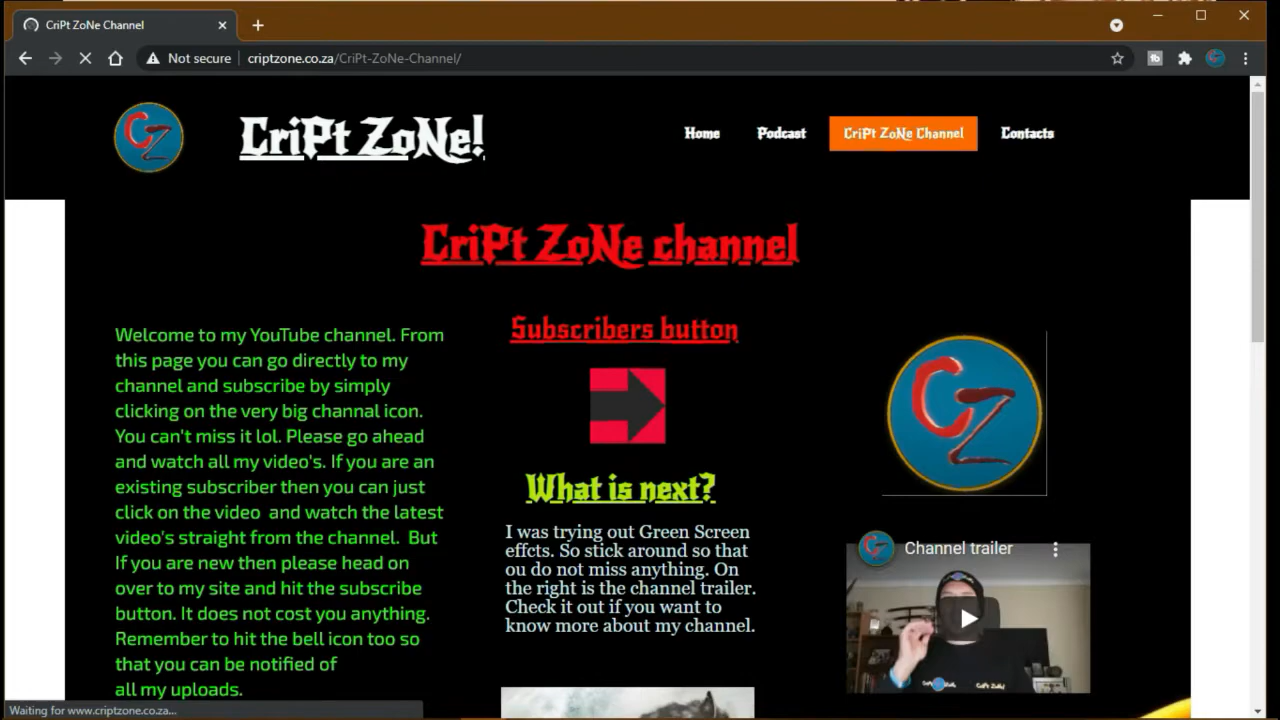 CriPt ZoNe Channel
Not secure
criptzone.co.za/CriPt-ZoNe-Channel/
CZ
CriPt ZoNe!
Home
Podcast
CriPt ZoNe Channel
Contacts
CriPt ZoNe channel
Welcome to my YouTube channel. From
this page you can go directly to my
channel and subscribe by simply
clicking on the very big channal icon.
You can't miss it lol. Please go ahead
and watch all my video's. If you are an
existing subscriber then you can just
click on the video  and watch the latest
video's straight from the channel.  But
If you are new then please head on
over to my site and hit the subscribe
button. It does not cost you anything.
Remember to hit the bell icon too so
that you can be notified of
all my uploads.
Subscribers button
What is next?
I was trying out Green Screen
effcts. So stick around so that
ou do not miss anything. On
the right is the channel trailer.
Check it out if you want to
know more about my channel.
CZ
Channel trailer
Waiting for www.criptzone.co.za...